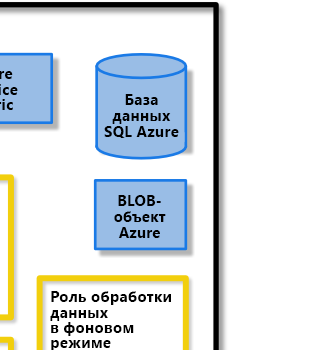 re
ice
ric
База
данных
SQL Azure
BLOB-
объект
Azure
Роль обработки
данных
в фоновом
режиме